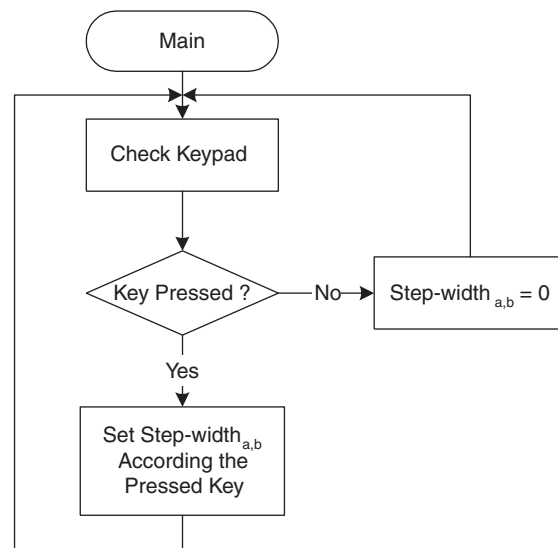 Main
Check Keypad
Key Pressed ?
No
Step-width a,b = 0
Yes
Set Step-width a,b
According the
Pressed Key